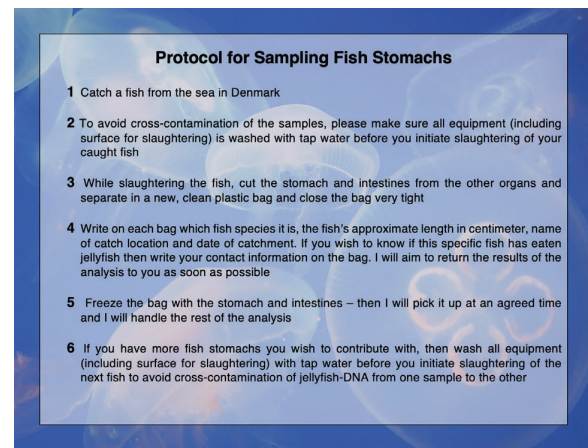 Protocol for Sampling Fish Stomachs
1 Catch a fish from the sea in Denmark
2 To avoid cross-contamination of the samples, please make sure all equipment (including
surface for slaughtering) is washed with tap water before you initiate slaughtering of your
caught fish
3 While slaughtering the fish, cut the stomach and intestines from the other organs and
separate in a new, clean plastic bag and close the bag very tight
4 Write on each bag which fish species it is, the fish's approximate length in centimeter, name
of catch location and date of catchment. If you wish to know if this specific fish has eaten
jellyfish then write your contact information on the bag. I will aim to return the results of the
analysis to you as soon as possible
5 Freeze the bag with the stomach and intestines – then I will pick it up at an agreed time
and I will handle the rest of the analysis
6 If you have more fish stomachs you wish to contribute with, then wash all equipment
(including surface for slaughtering) with tap water before you initiate slaughtering of the
next fish to avoid cross-contamination of jellyfish-DNA from one sample to the other